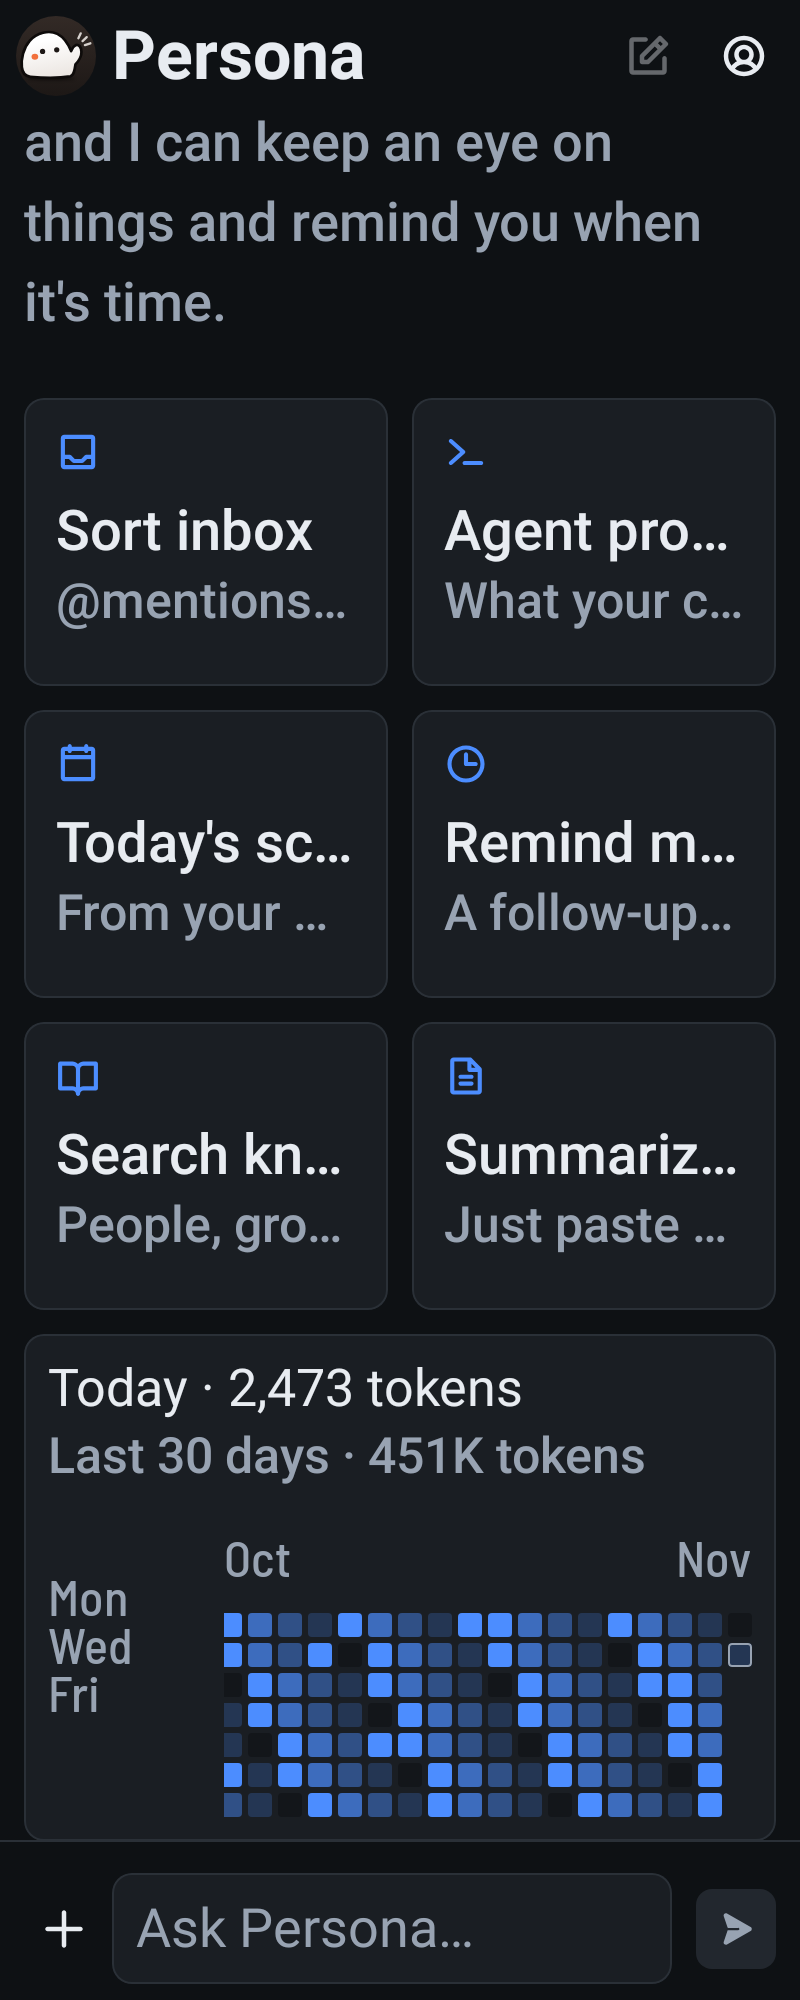 Persona
and I can keep an eye on
things and remind you when
it's time.
Sort inbox
@mentions…
Agent pro…
What your c…
Today's sc…
From your …
Remind m…
A follow-up…
Search kn…
People, gro…
Summariz…
Just paste …
Today · 2,473 tokens
Last 30 days · 451K tokens
Oct Nov
Mon
Wed
Fri
Ask Persona…